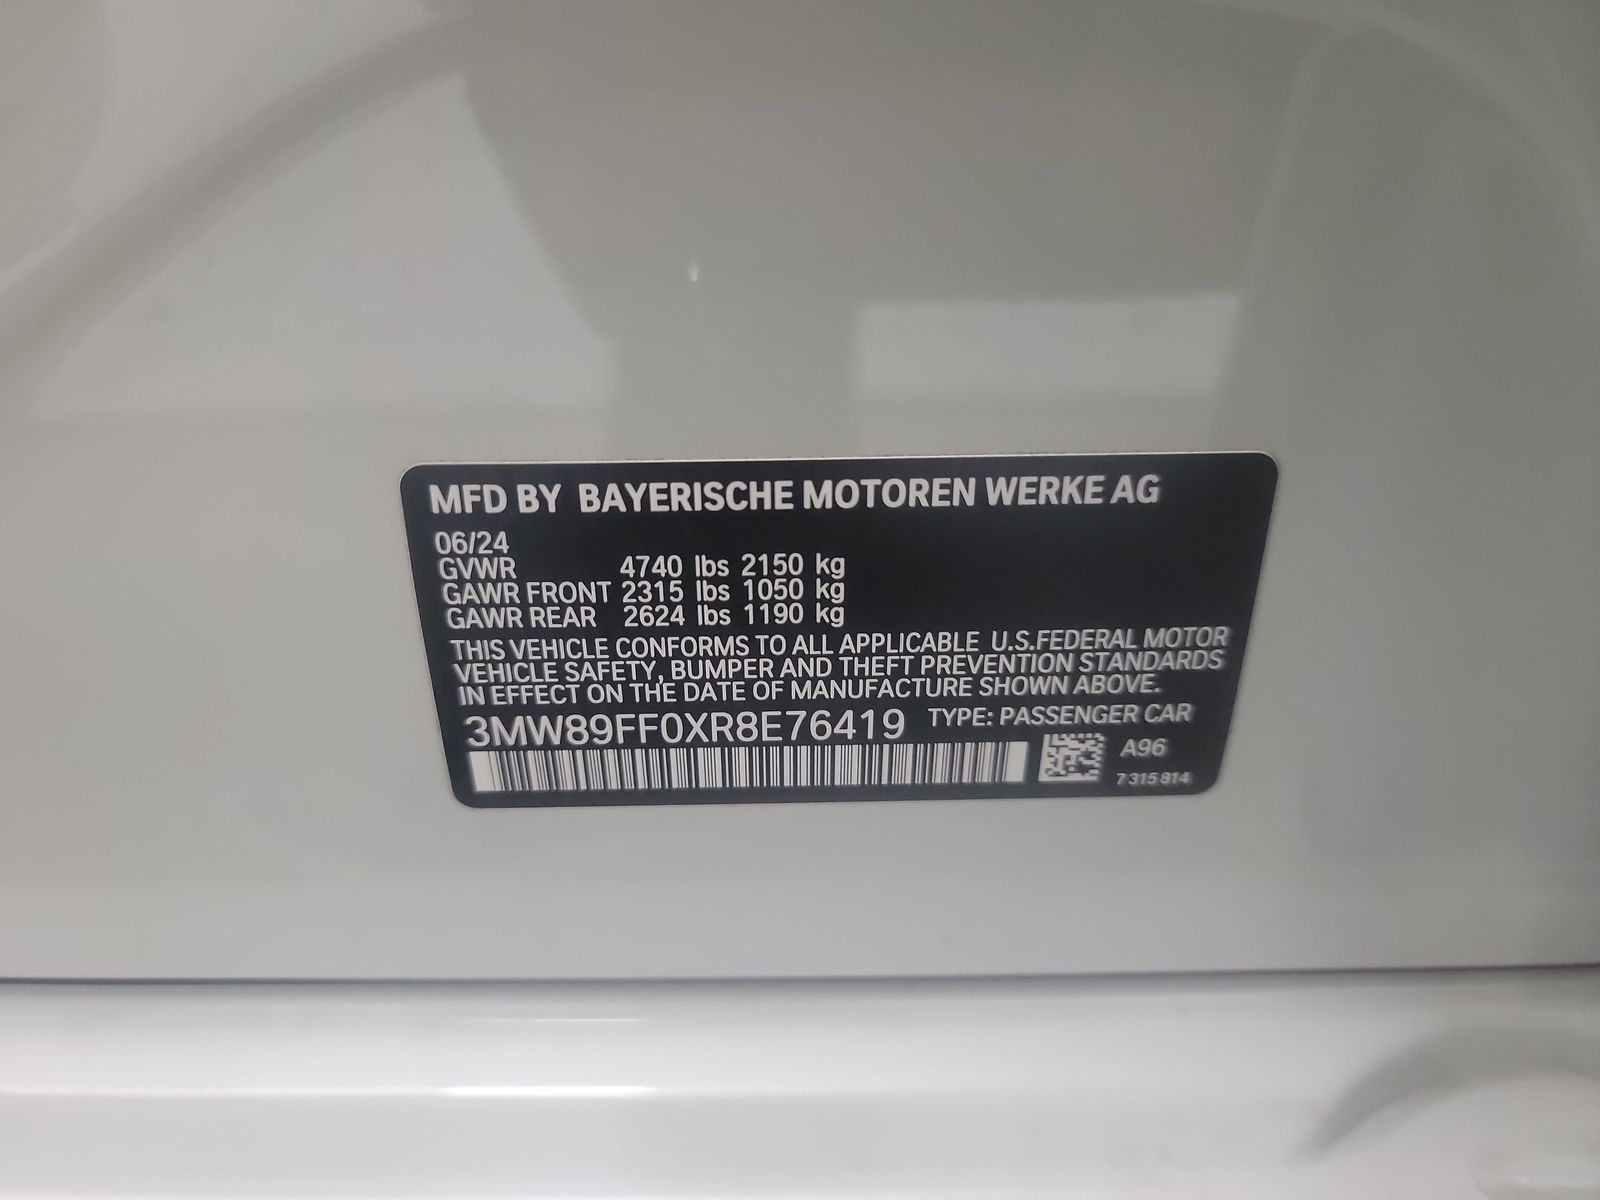 MFD BY BAYERISCHE MOTOREN WERKE AG
06/24
GVWR 4740 lbs 2150 kg
GAWR FRONT 2315 lbs 1050 kg
GAWR REAR 2624 lbs 1190 kg
THIS VEHICLE CONFORMS TO ALL APPLICABLE U.S.FEDERAL MOTOR
VEHICLE SAFETY, BUMPER AND THEFT PREVENTION STANDARDS
IN EFFECT ON THE DATE OF MANUFACTURE SHOWN ABOVE.
3MW89FF0XR8E76419 TYPE: PASSENGER CAR
A96
7 315 814